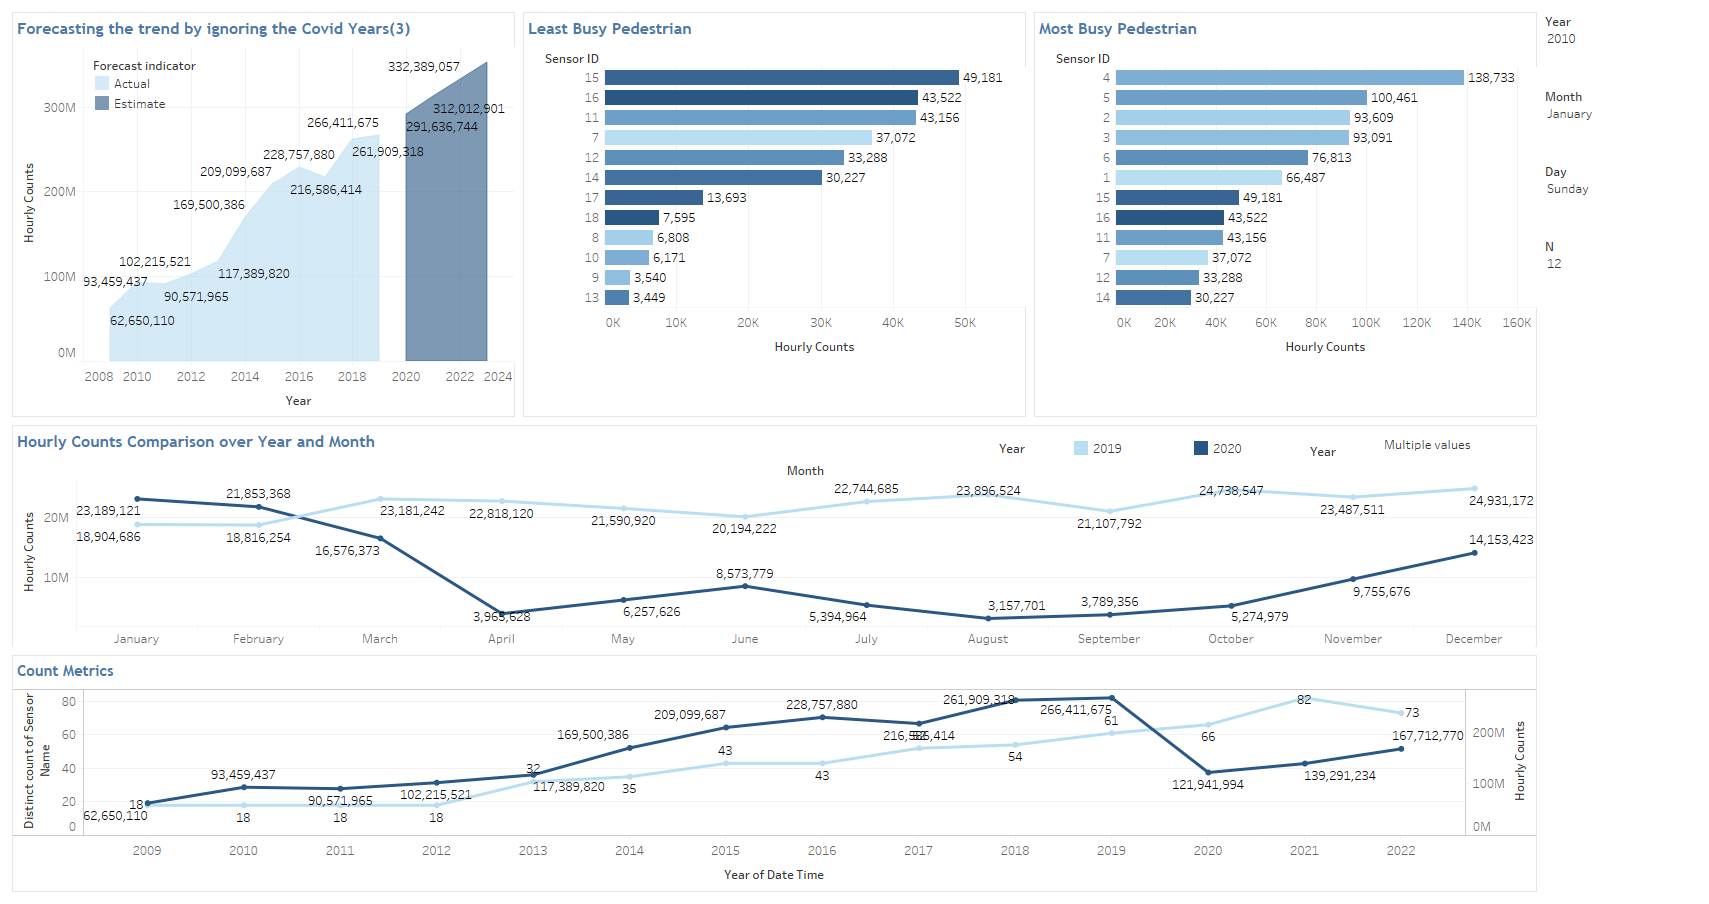 Forecasting the trend by ignoring the Covid Years(3)
Forecast indicator
Actual
Estimate
Hourly Counts
300M
200M
100M
0M
332,389,057
312,012,901
291,636,744
266,411,675
261,909,318
228,757,880
216,586,414
209,099,687
169,500,386
102,215,521
117,389,820
93,459,437
90,571,965
62,650,110
2008 2010 2012 2014 2016 2018 2020 2022 2024
Year
Least Busy Pedestrian
Sensor ID
15 49,181
16 43,522
11 43,156
7 37,072
12 33,288
14 30,227
17 13,693
18 7,595
8 6,808
10 6,171
9 3,540
13 3,449
0K 10K 20K 30K 40K 50K
Hourly Counts
Most Busy Pedestrian
Sensor ID
4 138,733
5 100,461
2 93,609
3 93,091
6 76,813
1 66,487
15 49,181
16 43,522
11 43,156
7 37,072
12 33,288
14 30,227
0K 20K 40K 60K 80K 100K 120K 140K 160K
Hourly Counts
Year
2010
Month
January
Day
Sunday
N
12
Hourly Counts Comparison over Year and Month
Year 2019 2020 Year Multiple values
Month
Hourly Counts
20M
10M
23,189,121 21,853,368 23,181,242 22,818,120 21,590,920 20,194,222 22,744,685 23,896,524 21,107,792 24,738,547 23,487,511 24,931,172
18,904,686 18,816,254 16,576,373 3,965,628 6,257,626 8,573,779 5,394,964 3,157,701 3,789,356 5,274,979 9,755,676 14,153,423
January February March April May June July August September October November December
Count Metrics
Distinct count of Sensor
Name
80
60
40
20
0
62,650,110 93,459,437 90,571,965 102,215,521 117,389,820 169,500,386 209,099,687 228,757,880 261,909,318 266,411,675 121,941,994 139,291,234 167,712,770
18 18 18 18 32 35 43 43 54 61 66 82 73
200M
100M
0M
Hourly Counts
2009 2010 2011 2012 2013 2014 2015 2016 2017 2018 2019 2020 2021 2022
Year of Date Time